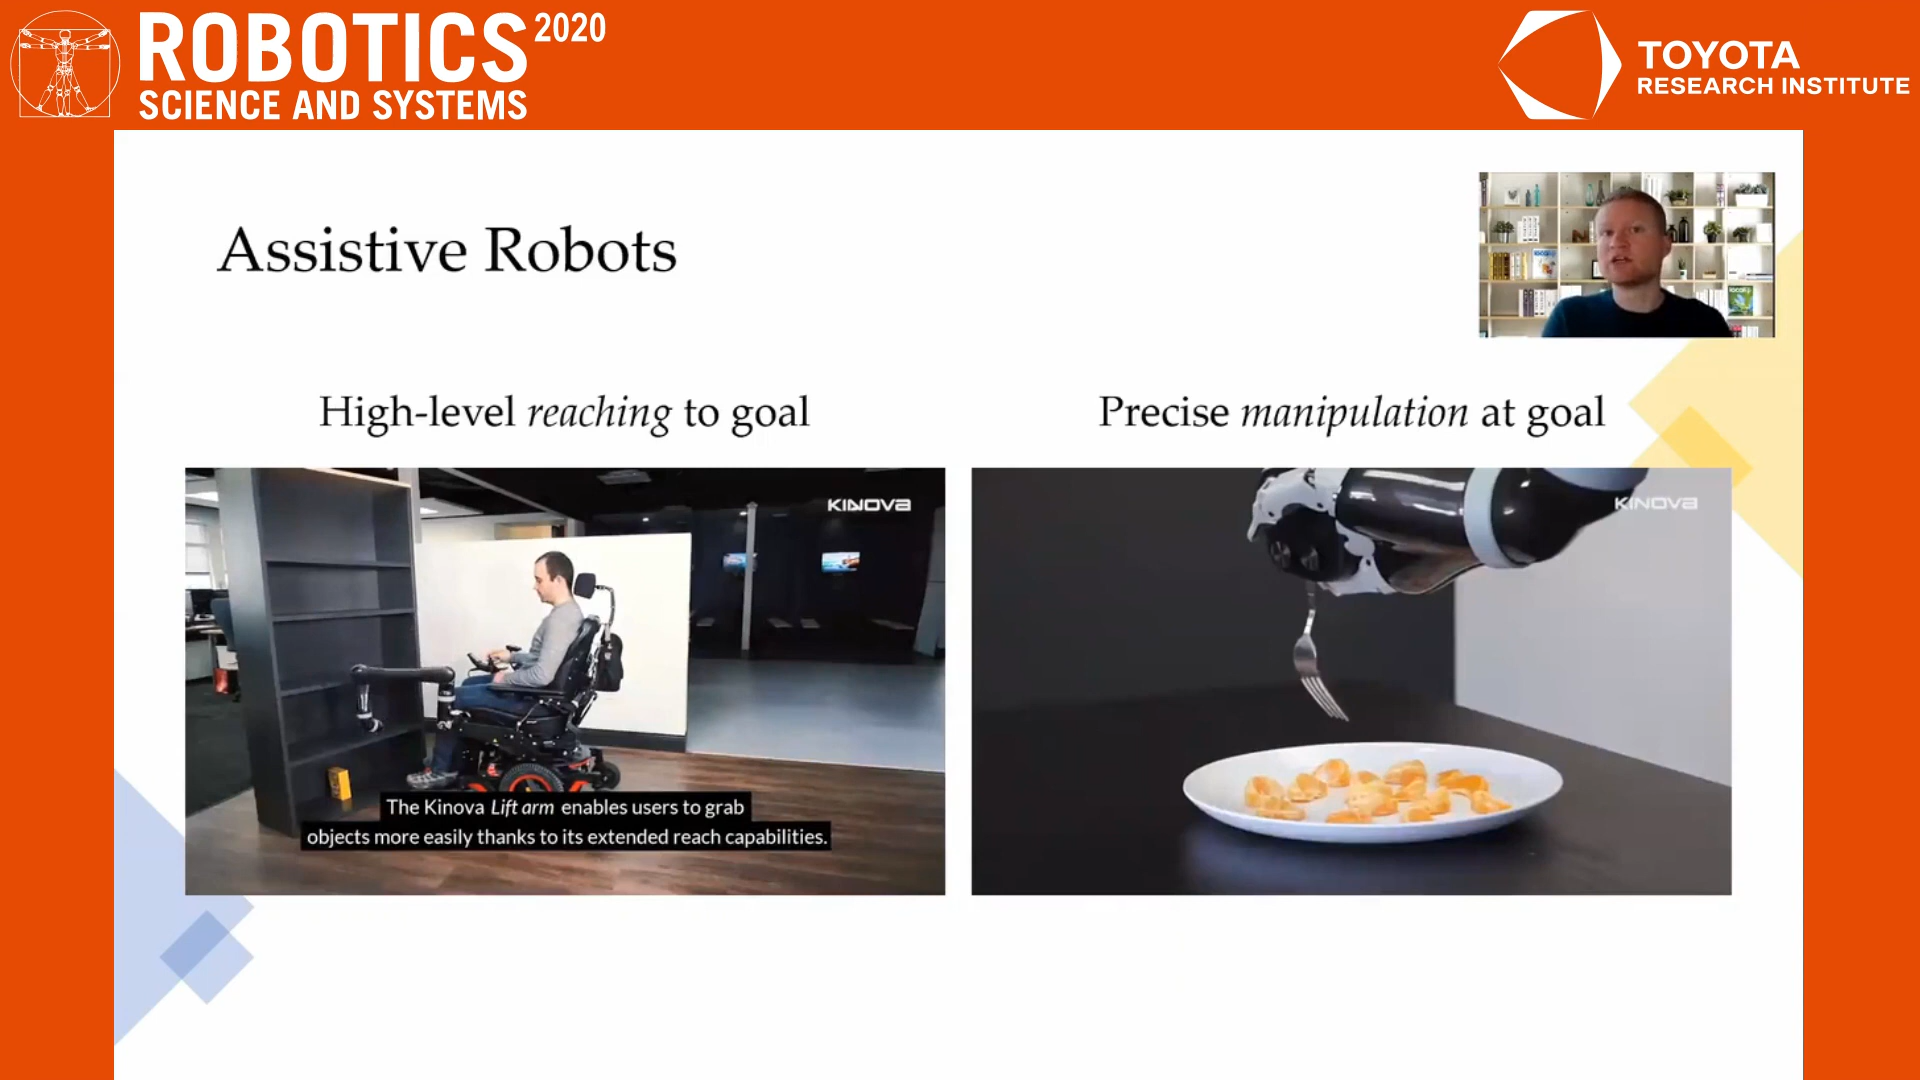 ROBOTICS 2020
SCIENCE AND SYSTEMS
TOYOTA
RESEARCH INSTITUTE
Assistive Robots
High-level reaching to goal
Precise manipulation at goal
KINOVA
The Kinova Lift arm enables users to grab
objects more easily thanks to its extended reach capabilities.
KINOVA